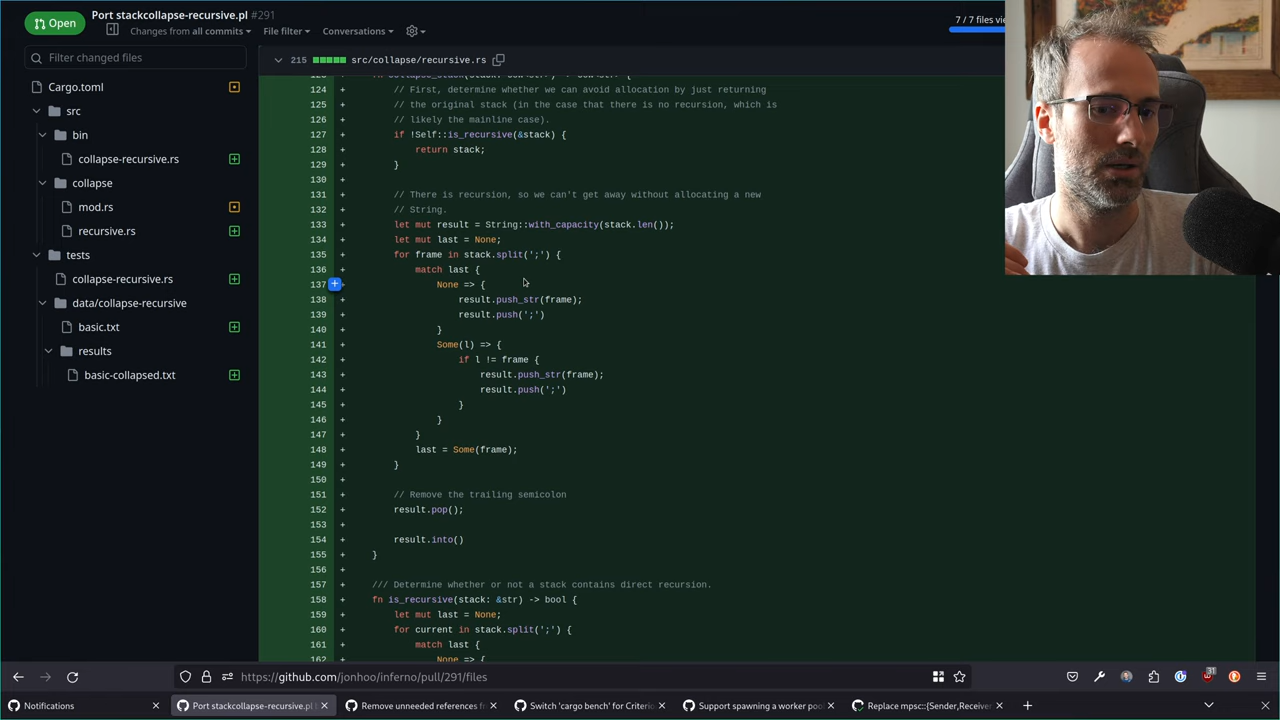 Open
Port stackcollapse-recursive.pl #291
Changes from all commits
File filter
Conversations
7 / 7 files vie
Filter changed files
Cargo.toml
src
bin
collapse-recursive.rs
collapse
mod.rs
recursive.rs
tests
collapse-recursive.rs
data/collapse-recursive
basic.txt
results
basic-collapsed.txt
215 src/collapse/recursive.rs
124 + // First, determine whether we can avoid allocation by just returning
125 + // the original stack (in the case that there is no recursion, which is
126 + // likely the mainline case).
127 + if !Self::is_recursive(&stack) {
128 + return stack;
129 + }
130 +
131 + // There is recursion, so we can't get away without allocating a new
132 + // String.
133 + let mut result = String::with_capacity(stack.len());
134 + let mut last = None;
135 + for frame in stack.split(';') {
136 + match last {
137 + None => {
138 + result.push_str(frame);
139 + result.push(';')
140 + }
141 + Some(l) => {
142 + if l != frame {
143 + result.push_str(frame);
144 + result.push(';')
145 + }
146 + }
147 + }
148 + last = Some(frame);
149 + }
150 +
151 + // Remove the trailing semicolon
152 + result.pop();
153 +
154 + result.into()
155 + }
156 +
157 + /// Determine whether or not a stack contains direct recursion.
158 + fn is_recursive(stack: &str) -> bool {
159 + let mut last = None;
160 + for current in stack.split(';') {
161 + match last {
162 + None => {
https://github.com/jonhoo/inferno/pull/291/files
31
Notifications
Port stackcollapse-recursive.pl
Remove unneeded references f
Switch 'cargo bench' for Criterio
Support spawning a worker poo
Replace mpsc::{Sender,Receiver